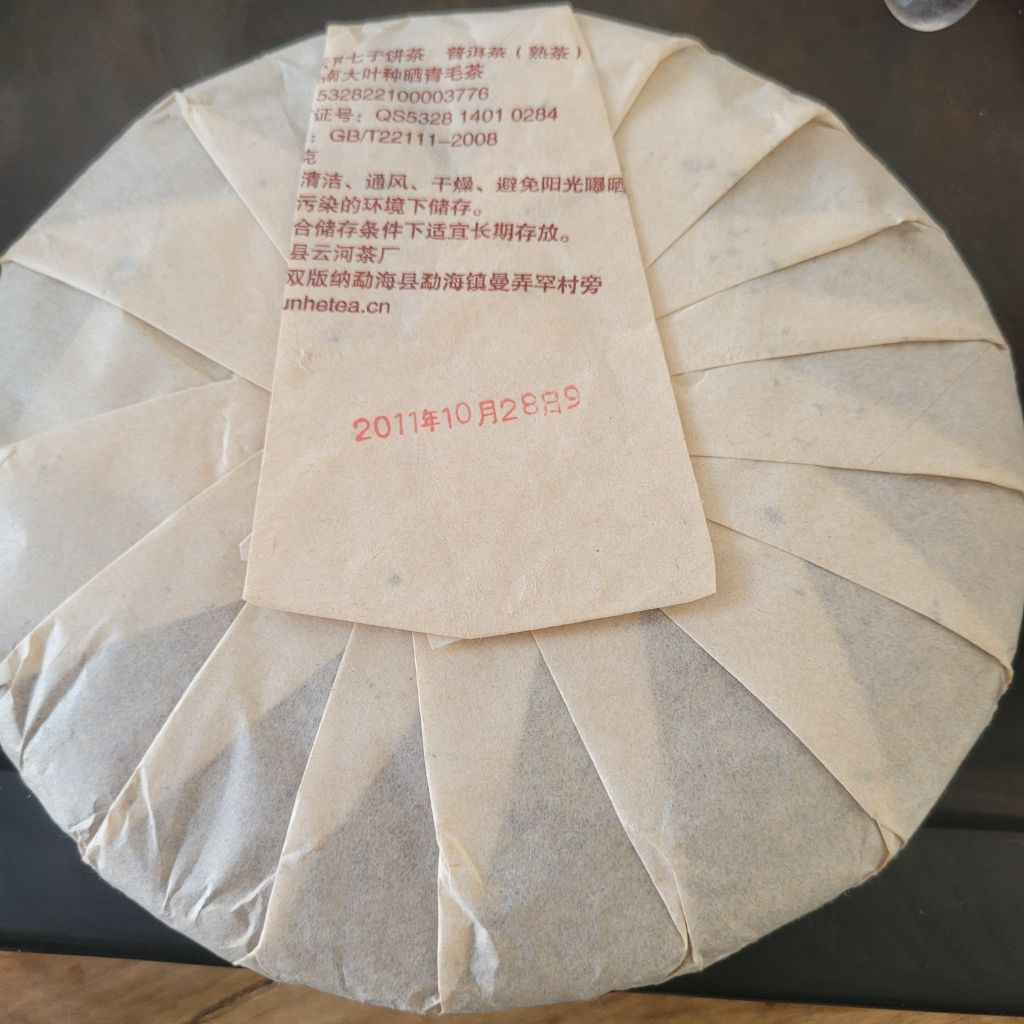 七子饼茶 普洱茶（熟茶）
南大叶种晒青毛茶
532822100003776
证号：QS5328 1401 0284
：GB/T22111-2008
克
清洁、通风、干燥、避免阳光曝晒
污染的环境下储存。
合储存条件下适宜长期存放。
县云河茶厂
双版纳勐海县勐海镇曼弄罕村旁
unhetea.cn
2011年10月28日9